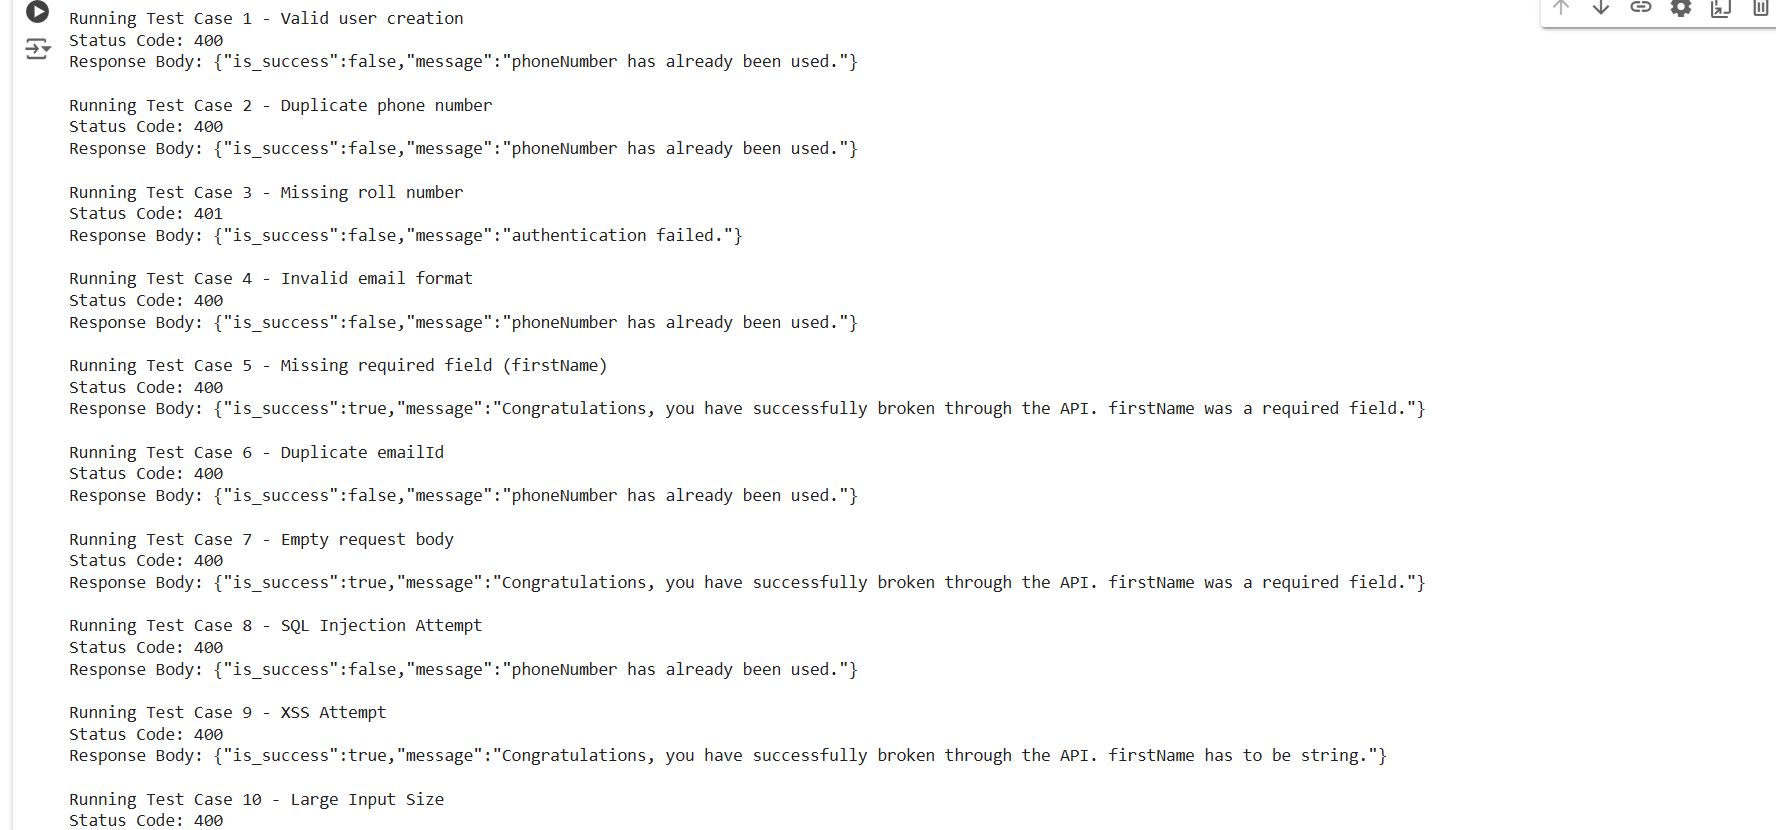 Running Test Case 1 - Valid user creation
Status Code: 400
Response Body: {"is_success":false,"message":"phoneNumber has already been used."}
Running Test Case 2 - Duplicate phone number
Status Code: 400
Response Body: {"is_success":false,"message":"phoneNumber has already been used."}
Running Test Case 3 - Missing roll number
Status Code: 401
Response Body: {"is_success":false,"message":"authentication failed."}
Running Test Case 4 - Invalid email format
Status Code: 400
Response Body: {"is_success":false,"message":"phoneNumber has already been used."}
Running Test Case 5 - Missing required field (firstName)
Status Code: 400
Response Body: {"is_success":true,"message":"Congratulations, you have successfully broken through the API. firstName was a required field."}
Running Test Case 6 - Duplicate emailId
Status Code: 400
Response Body: {"is_success":false,"message":"phoneNumber has already been used."}
Running Test Case 7 - Empty request body
Status Code: 400
Response Body: {"is_success":true,"message":"Congratulations, you have successfully broken through the API. firstName was a required field."}
Running Test Case 8 - SQL Injection Attempt
Status Code: 400
Response Body: {"is_success":false,"message":"phoneNumber has already been used."}
Running Test Case 9 - XSS Attempt
Status Code: 400
Response Body: {"is_success":true,"message":"Congratulations, you have successfully broken through the API. firstName has to be string."}
Running Test Case 10 - Large Input Size
Status Code: 400